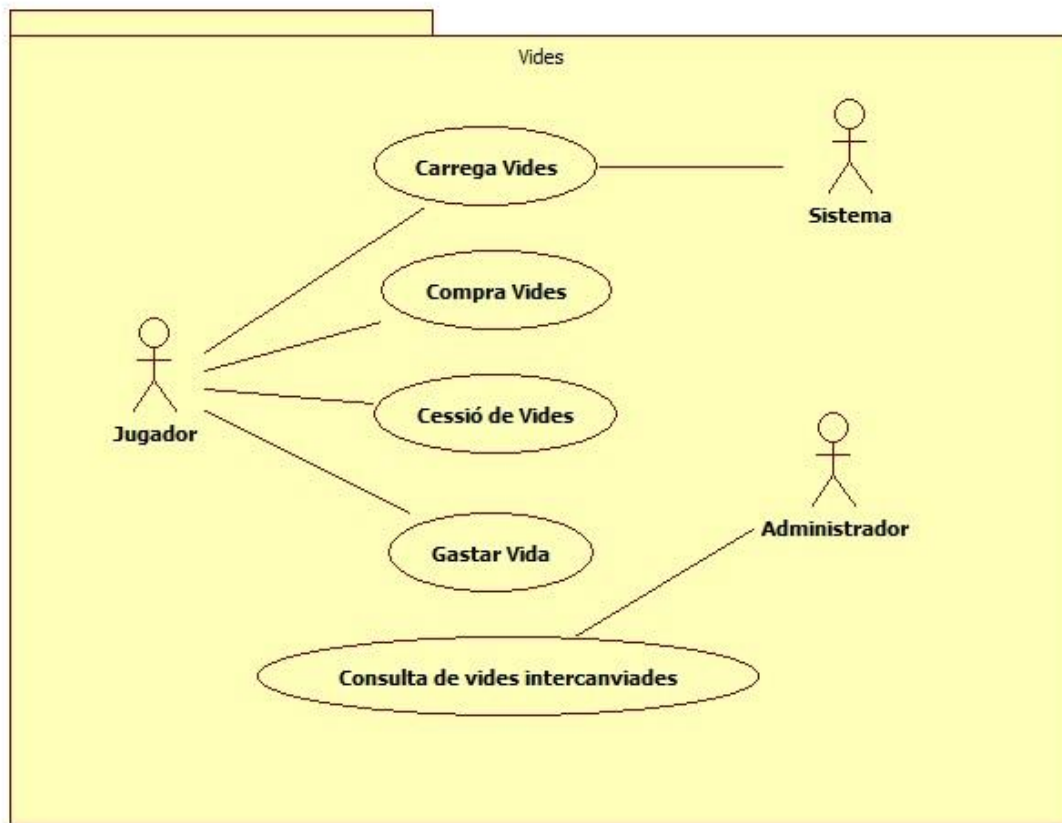 Vides
Carrega Vides
Sistema
Compra Vides
Jugador
Cessió de Vides
Administrador
Gastar Vida
Consulta de vides intercanviades